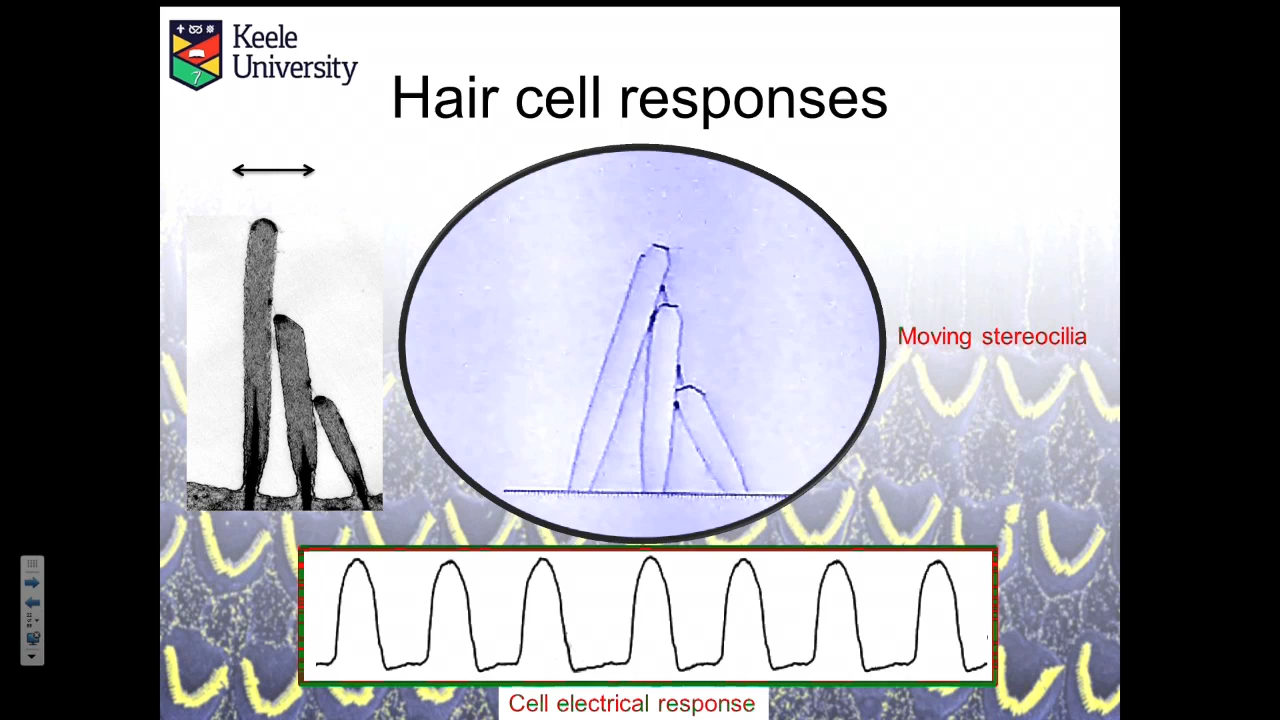 Keele
University
Hair cell responses
Moving stereocilia
Cell electrical response